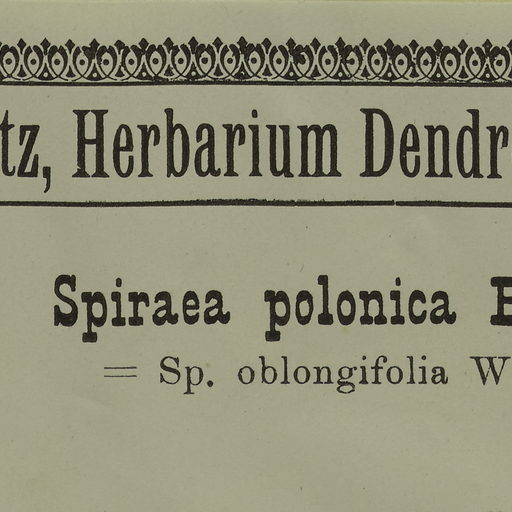 tz, Herbarium Dendr
Spiraea polonica B
= Sp. oblongifolia W